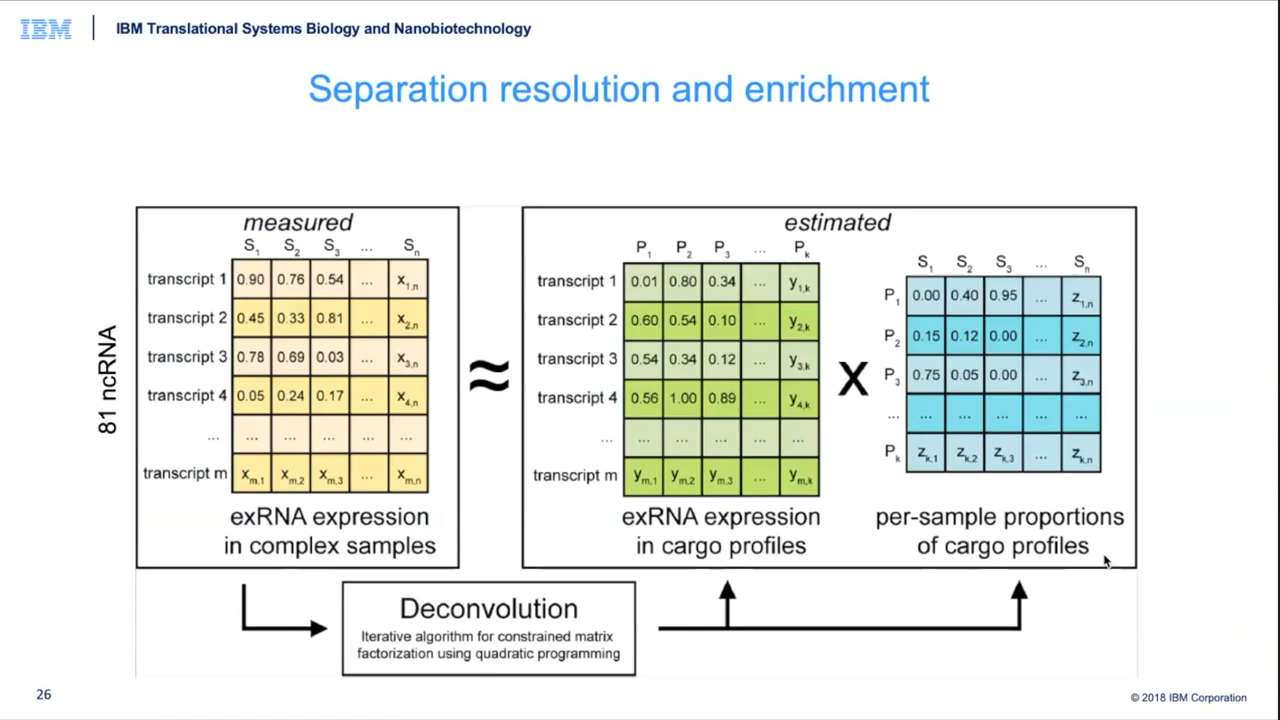 IBM
IBM Translational Systems Biology and Nanobiotechnology
Separation resolution and enrichment
measured
S1 S2 S3 ... Sn
transcript 1 0.90 0.76 0.54 ... x1,n
transcript 2 0.45 0.33 0.81 ... x2,n
transcript 3 0.78 0.69 0.03 ... x3,n
transcript 4 0.05 0.24 0.17 ... x4,n
... ... ... ... ... ...
transcript m xm,1 xm,2 xm,3 ... xm,n
81 ncRNA
exRNA expression
in complex samples
≈
estimated
P1 P2 P3 ... Pk
transcript 1 0.01 0.80 0.34 ... y1,k
transcript 2 0.60 0.54 0.10 ... y2,k
transcript 3 0.54 0.34 0.12 ... y3,k
transcript 4 0.56 1.00 0.89 ... y4,k
... ... ... ... ... ...
transcript m ym,1 ym,2 ym,3 ... ym,k
exRNA expression
in cargo profiles
X
S1 S2 S3 ... Sn
P1 0.00 0.40 0.95 ... z1,n
P2 0.15 0.12 0.00 ... z2,n
P3 0.75 0.05 0.00 ... z3,n
... ... ... ... ... ...
Pk zk,1 zk,2 zk,3 ... zk,n
per-sample proportions
of cargo profiles
Deconvolution
Iterative algorithm for constrained matrix
factorization using quadratic programming
26
© 2018 IBM Corporation